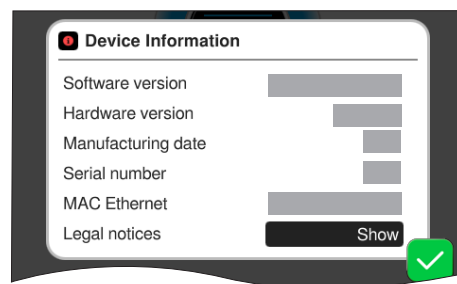 Device Information
Software version
Hardware version
Manufacturing date
Serial number
MAC Ethernet
Legal notices Show